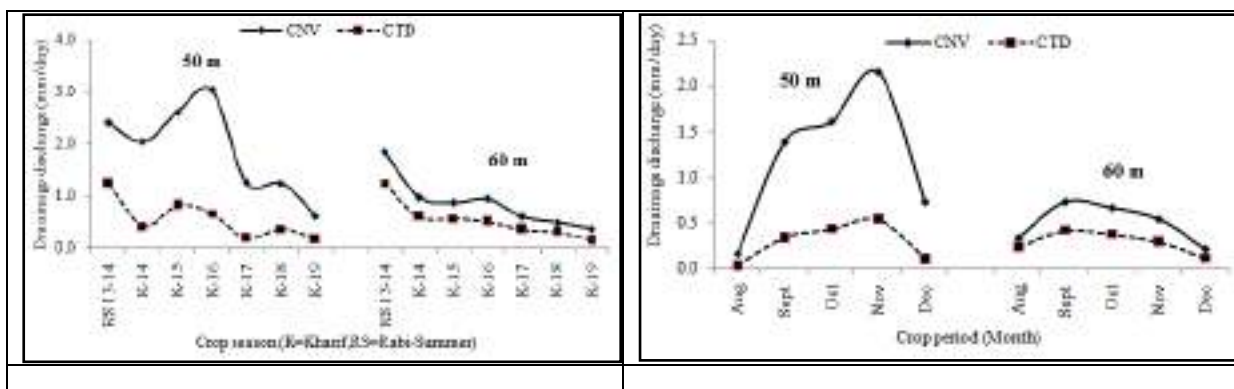 CNV CTD
4.0
50 m
3.0
2.0
60 m
1.0
0.0
Drainage discharge (mm/day)
RS 13-14 K-14 K-15 K-16 K-17 K-18 K-19 RS 13-14 K-14 K-15 K-16 K-17 K-18 K-19
Crop season (K=Kharif,RS=Rabi-Summer)
2.5
CNV CTD
50 m
2.0
1.5
60 m
1.0
0.5
0.0
Drainage discharge (mm/day)
Aug Sept Oct Nov Dec Aug Sept Oct Nov Dec
Crop period (Month)